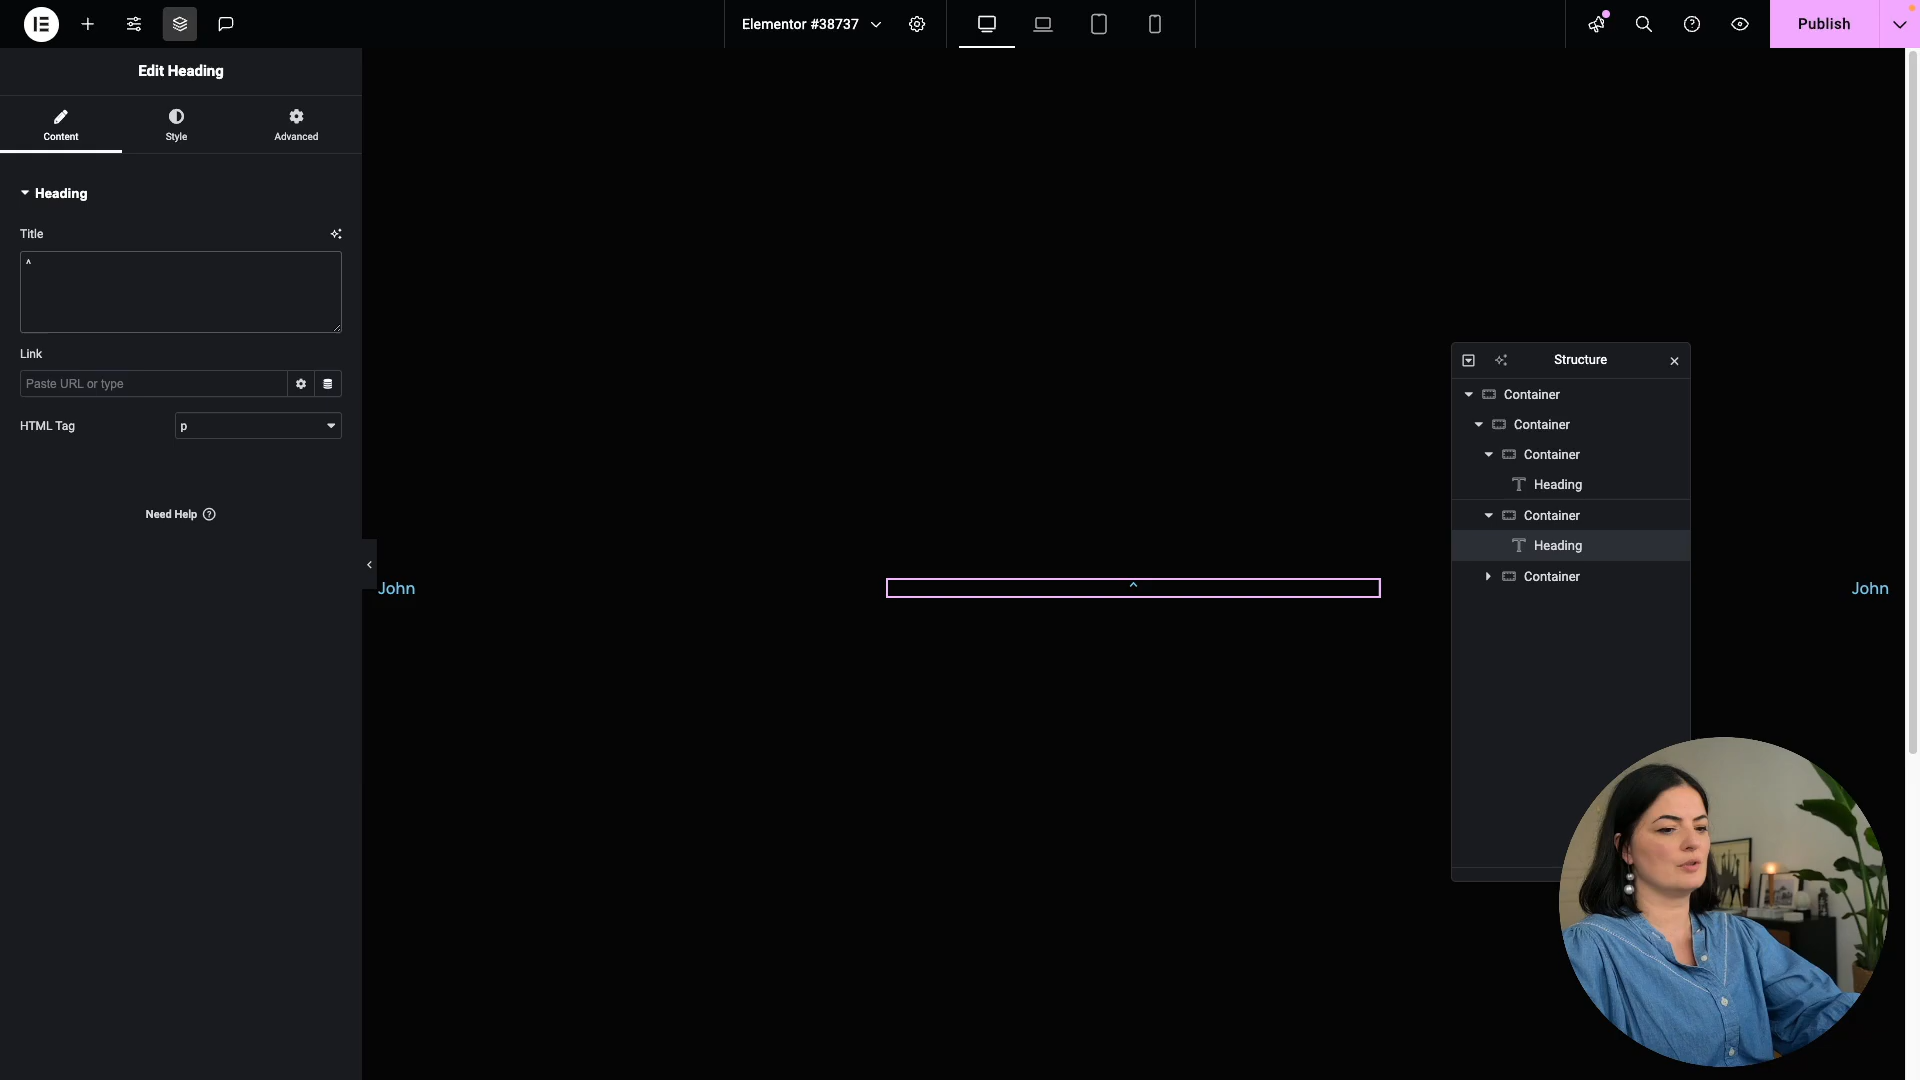 Elementor #38737
Publish
Edit Heading
Content
Style
Advanced
Heading
Title
^
Link
Paste URL or type
HTML Tag
p
Need Help
John
^
John
Structure
Container
Container
Container
Heading
Container
Heading
Container